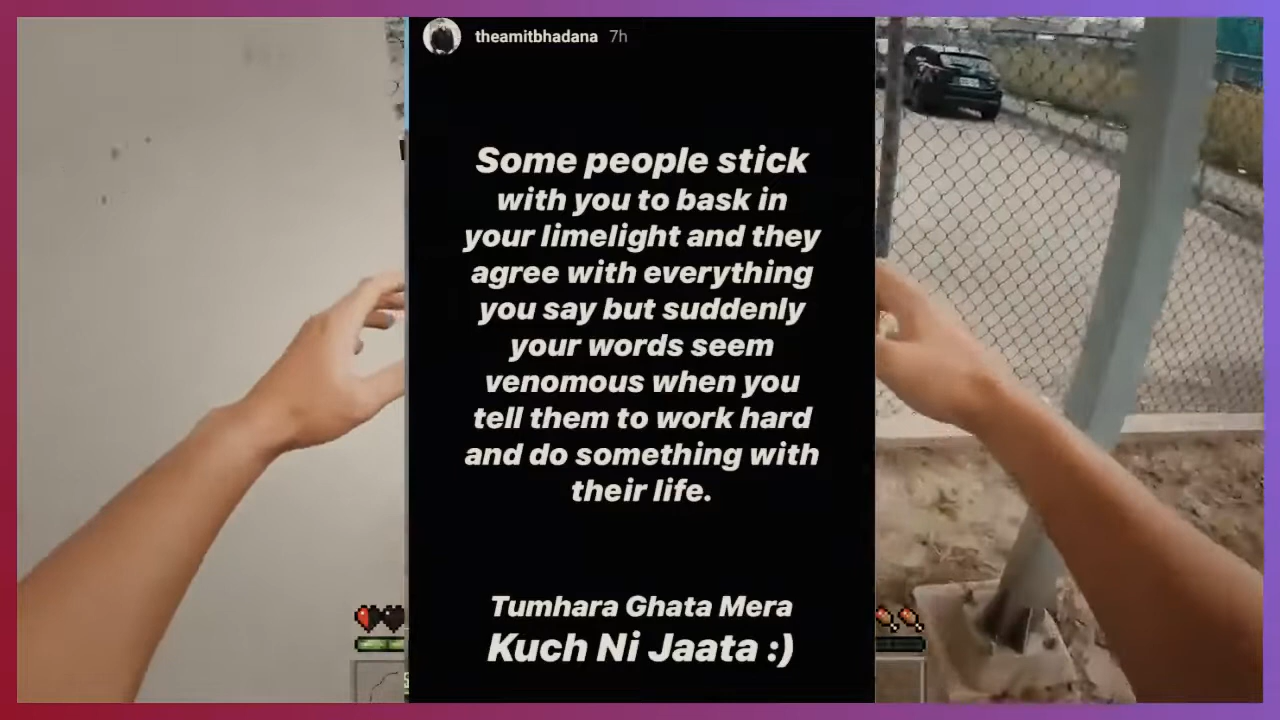 theamitbhadana 7h
Some people stick
with you to bask in
your limelight and they
agree with everything
you say but suddenly
your words seem
venomous when you
tell them to work hard
and do something with
their life.
Tumhara Ghata Mera
Kuch Ni Jaata :)